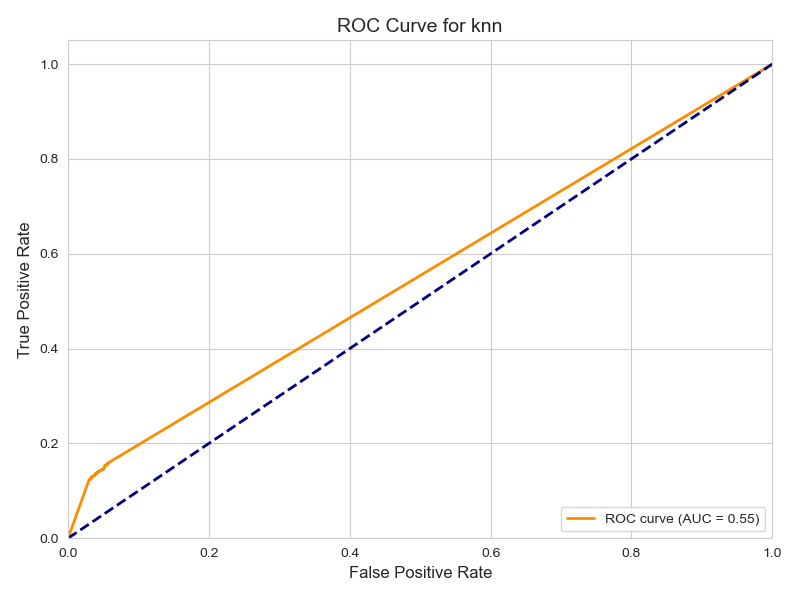 ROC Curve for knn
True Positive Rate
1.0
0.8
0.6
0.4
0.2
0.0
ROC curve (AUC = 0.55)
0.0 0.2 0.4 0.6 0.8 1.0
False Positive Rate